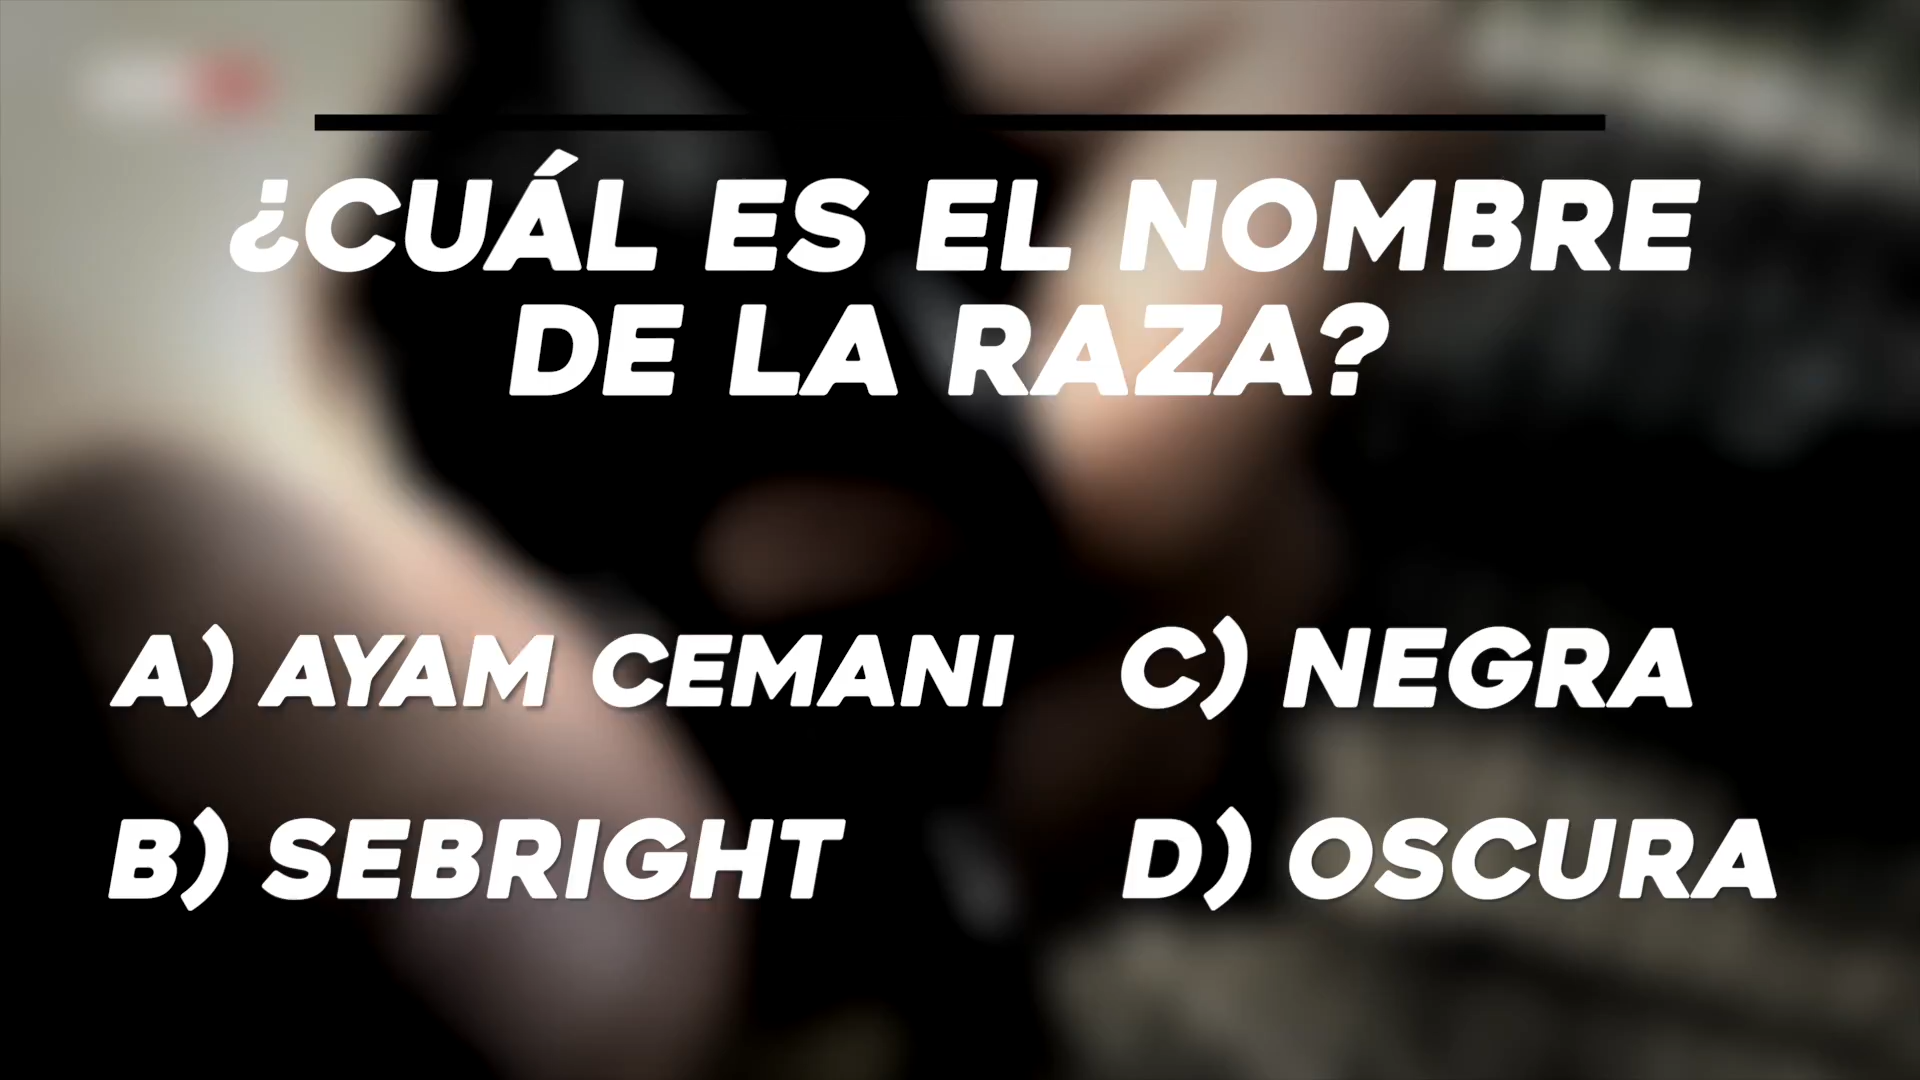 ¿CUÁL ES EL NOMBRE
DE LA RAZA?
A) AYAM CEMANI
B) SEBRIGHT
C) NEGRA
D) OSCURA